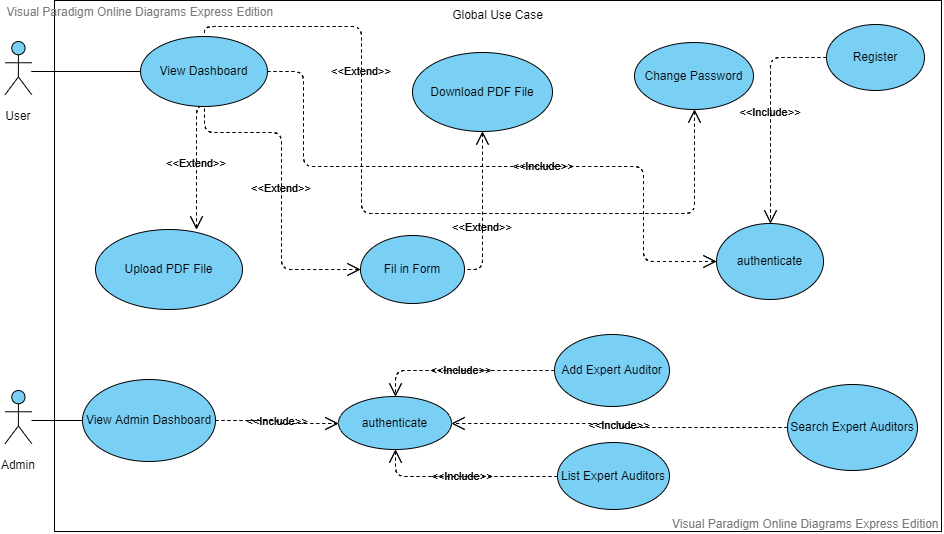 Visual Paradigm Online Diagrams Express Edition
Global Use Case
View Dashboard
<<Extend>>
Download PDF File
Change Password
Register
<<Include>>
User
<<Extend>>
<<Extend>>
<<Include>>
<<Extend>>
Upload PDF File
Fil in Form
authenticate
Add Expert Auditor
<<Include>>
View Admin Dashboard
<<Include>>
authenticate
<<Include>>
Search Expert Auditors
Admin
<<Include>>
List Expert Auditors
Visual Paradigm Online Diagrams Express Edition